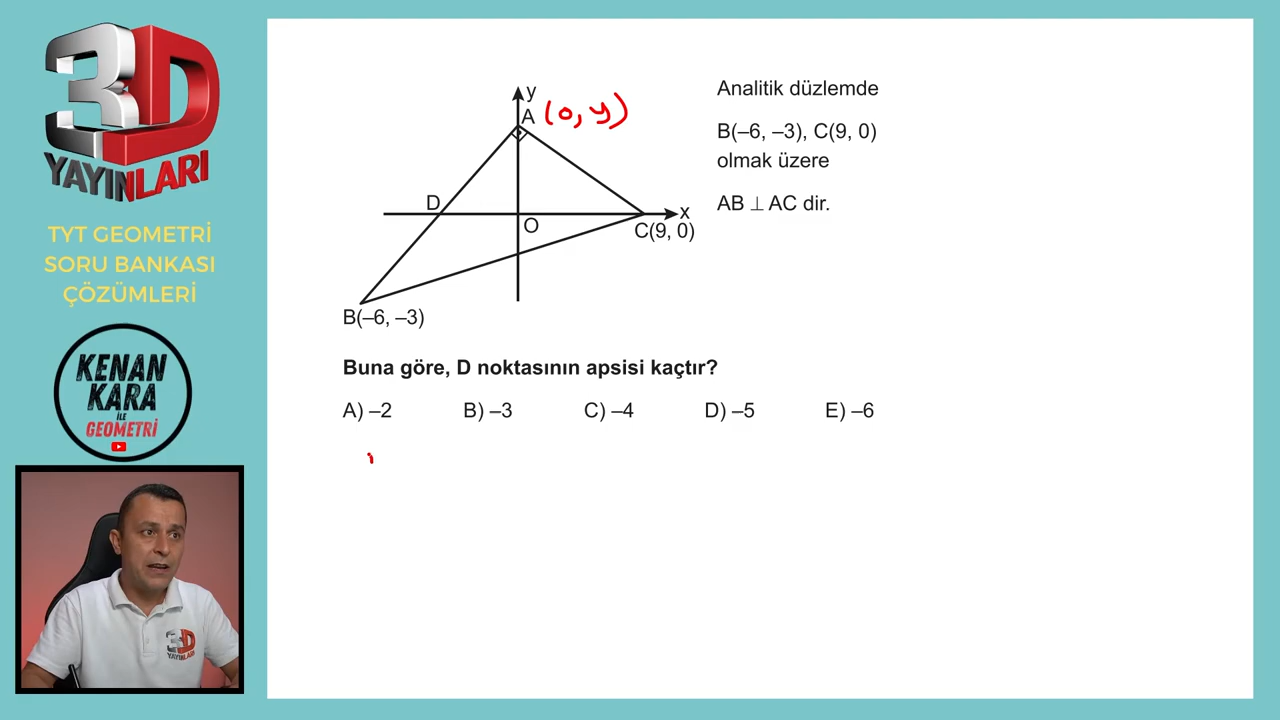 3D
YAYINLARI
TYT GEOMETRİ
SORU BANKASI
ÇÖZÜMLERİ
KENAN
KARA
İLE
GEOMETRİ
3D
YAYINLARI
y
A (0, y)
D
O
x
C(9, 0)
B(–6, –3)
Analitik düzlemde
B(–6, –3), C(9, 0)
olmak üzere
AB ⊥ AC dir.
Buna göre, D noktasının apsisi kaçtır?
A) –2 B) –3 C) –4 D) –5 E) –6